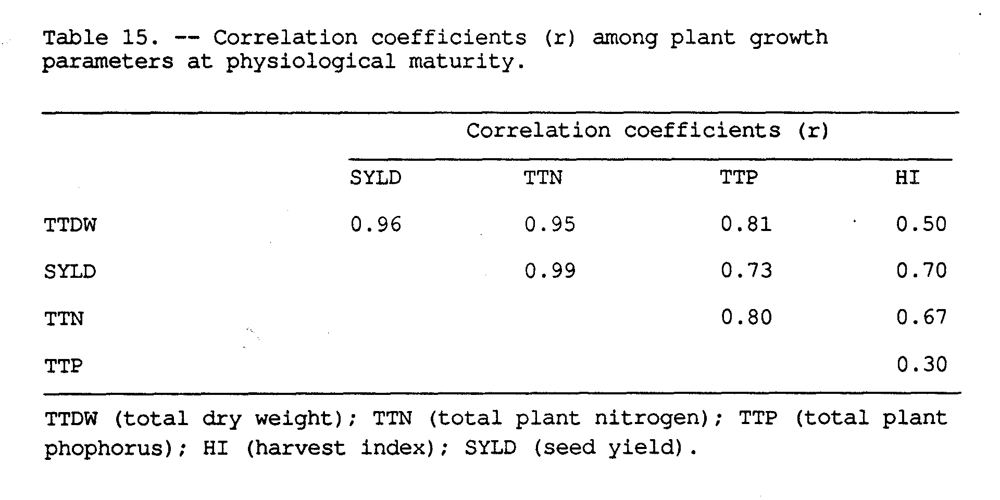 Table 15. -- Correlation coefficients (r) among plant growth
parameters at physiological maturity.
Correlation coefficients (r)
SYLD TTN TTP HI
TTDW 0.96 0.95 0.81 0.50
SYLD 0.99 0.73 0.70
TTN 0.80 0.67
TTP 0.30
TTDW (total dry weight); TTN (total plant nitrogen); TTP (total plant
phophorus); HI (harvest index); SYLD (seed yield).